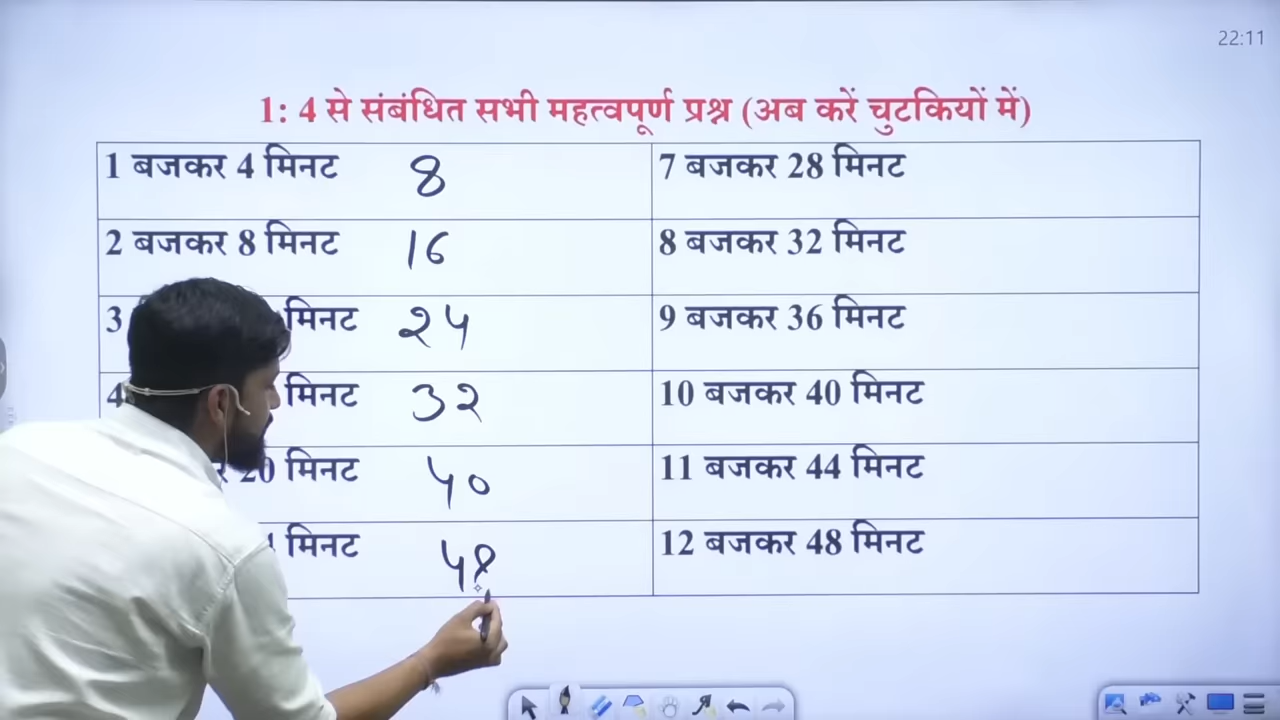 22:11
1: 4 से संबंधित सभी महत्वपूर्ण प्रश्न (अब करें चुटकियों में)
1 बजकर 4 मिनट 8 7 बजकर 28 मिनट
2 बजकर 8 मिनट 16 8 बजकर 32 मिनट
3 मिनट 24 9 बजकर 36 मिनट
4 मिनट 32 10 बजकर 40 मिनट
20 मिनट 40 11 बजकर 44 मिनट
मिनट 48 12 बजकर 48 मिनट